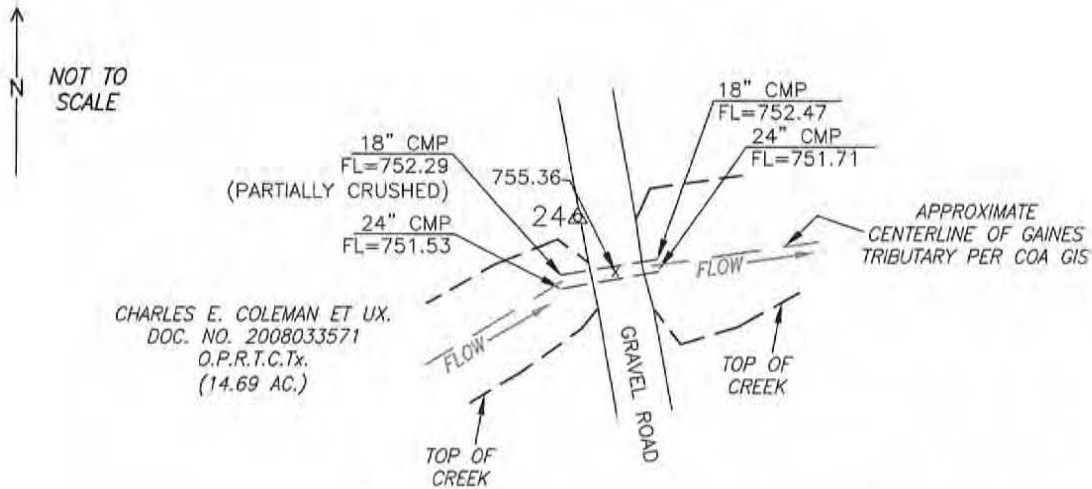 N
NOT TO
SCALE
18" CMP
FL=752.47
24" CMP
FL=751.71
18" CMP
FL=752.29
(PARTIALLY CRUSHED)
755.36
24
24" CMP
FL=751.53
APPROXIMATE
CENTERLINE OF GAINES
TRIBUTARY PER COA GIS
FLOW
X
CHARLES E. COLEMAN ET UX.
DOC. NO. 2008033571
O.P.R.T.C.Tx.
(14.69 AC.)
FLOW
GRAVEL ROAD
TOP OF
CREEK
TOP OF
CREEK